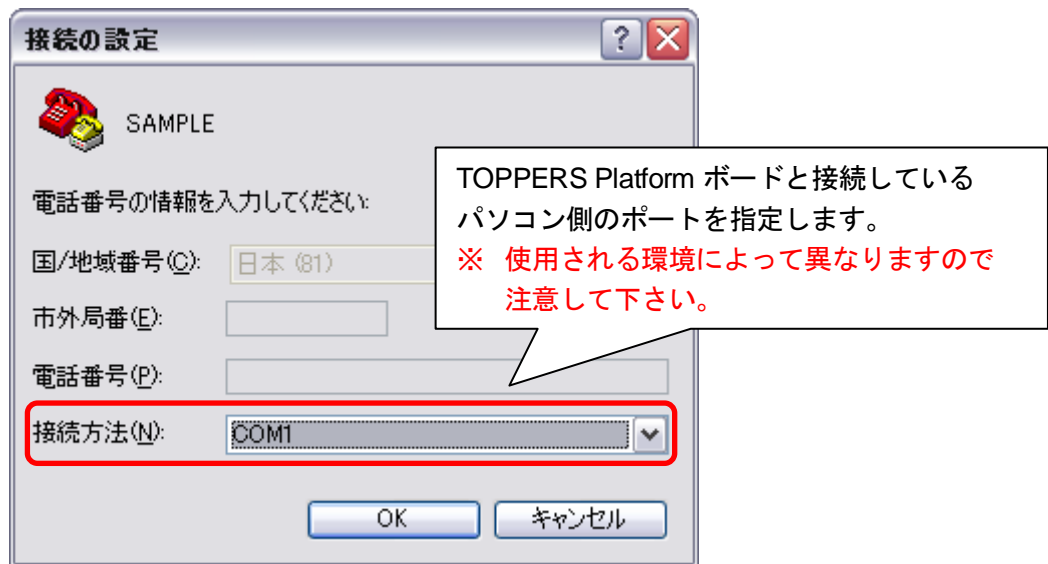 接続の設定
SAMPLE
TOPPERS Platform ボードと接続している
パソコン側のポートを指定します。
※ 使用される環境によって異なりますので
注意して下さい。
電話番号の情報を入力してください:
国/地域番号(C):
日本 (81)
市外局番(E):
電話番号(P):
接続方法(N):
COM1
OK
キャンセル